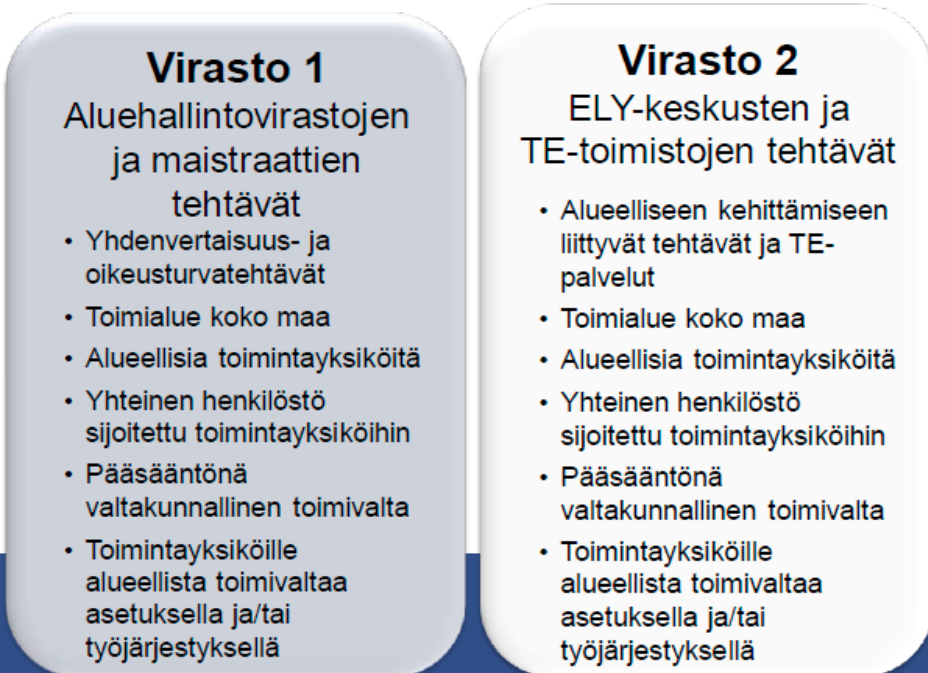 Virasto 1
Aluehallintovirastojen
ja maistraattien
tehtävät
• Yhdenvertaisuus- ja
oikeusturvatehtävät
• Toimialue koko maa
• Alueellisia toimintayksiköitä
• Yhteinen henkilöstö
sijoitettu toimintayksiköihin
• Pääsääntönä
valtakunnallinen toimivalta
• Toimintayksiköille
alueellista toimivaltaa
asetuksella ja/tai
työjärjestyksellä
Virasto 2
ELY-keskusten ja
TE-toimistojen tehtävät
• Alueelliseen kehittämiseen
liittyvät tehtävät ja TE-
palvelut
• Toimialue koko maa
• Alueellisia toimintayksiköitä
• Yhteinen henkilöstö
sijoitettu toimintayksiköihin
• Pääsääntönä
valtakunnallinen toimivalta
• Toimintayksiköille
alueellista toimivaltaa
asetuksella ja/tai
työjärjestyksellä